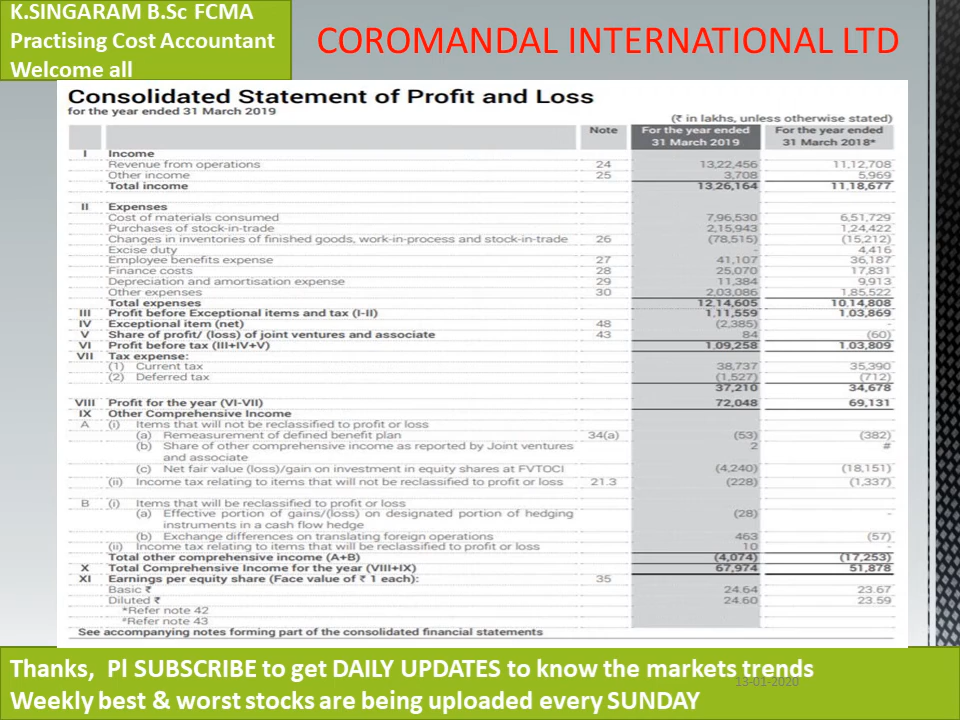 K.SINGARAM B.Sc FCMA
Practising Cost Accountant
Welcome all
COROMANDAL INTERNATIONAL LTD
Consolidated Statement of Profit and Loss
for the year ended 31 March 2019
(₹ in lakhs, unless otherwise stated)
Note For the year ended 31 March 2019 For the year ended 31 March 2018*
I Income
Revenue from operations 24 13,22,456 11,12,708
Other income 25 3,708 5,969
Total income 13,26,164 11,18,677
II Expenses
Cost of materials consumed 7,96,530 6,51,729
Purchases of stock-in-trade 2,15,943 1,24,422
Changes in inventories of finished goods, work-in-process and stock-in-trade 26 (78,515) (15,212)
Excise duty - 4,416
Employee benefits expense 27 41,107 36,187
Finance costs 28 25,070 17,831
Depreciation and amortisation expense 29 11,384 9,913
Other expenses 30 2,03,086 1,85,522
Total expenses 12,14,605 10,14,808
III Profit before Exceptional items and tax (I-II) 1,11,559 1,03,869
IV Exceptional item (net) 48 (2,385) -
V Share of profit/ (loss) of joint ventures and associate 43 84 (60)
VI Profit before tax (III+IV+V) 1,09,258 1,03,809
VII Tax expense:
(1) Current tax 38,737 35,390
(2) Deferred tax (1,527) (712)
37,210 34,678
VIII Profit for the year (VI-VII) 72,048 69,131
IX Other Comprehensive Income
A (i) Items that will not be reclassified to profit or loss
(a) Remeasurement of defined benefit plan 34(a) (53) (382)
(b) Share of other comprehensive income as reported by Joint ventures 2 #
and associate
(c) Net fair value (loss)/gain on investment in equity shares at FVTOCI (4,240) (18,151)
(ii) Income tax relating to items that will not be reclassified to profit or loss 21.3 (228) (1,337)
B (i) Items that will be reclassified to profit or loss
(a) Effective portion of gains/(loss) on designated portion of hedging (28) -
instruments in a cash flow hedge
(b) Exchange differences on translating foreign operations 463 (57)
(ii) Income tax relating to items that will be reclassified to profit or loss 10 -
Total other comprehensive income (A+B) (4,074) (17,253)
X Total Comprehensive Income for the year (VIII+IX) 67,974 51,878
XI Earnings per equity share (Face value of ₹ 1 each): 35
Basic ₹ 24.64 23.67
Diluted ₹ 24.60 23.59
*Refer note 42
*Refer note 43
See accompanying notes forming part of the consolidated financial statements
Thanks, Pl SUBSCRIBE to get DAILY UPDATES to know the markets trends
13-01-2020
Weekly best & worst stocks are being uploaded every SUNDAY